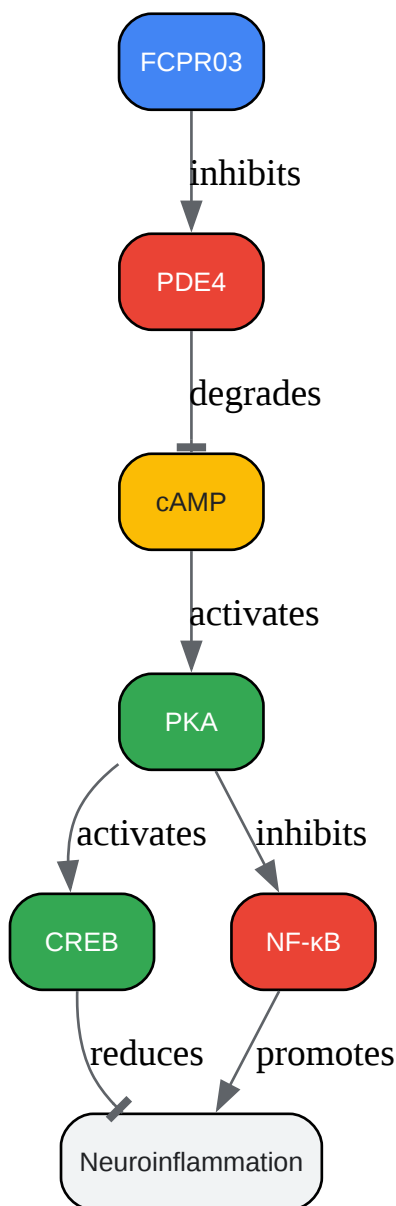 FCPR03
inhibits
PDE4
degrades
cAMP
activates
PKA
activates
inhibits
CREB
NF-κB
reduces
promotes
Neuroinflammation